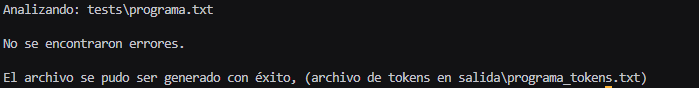 Analizando: tests\programa.txt
No se encontraron errores.
El archivo se pudo ser generado con éxito, (archivo de tokens en salida\programa_tokens.txt)